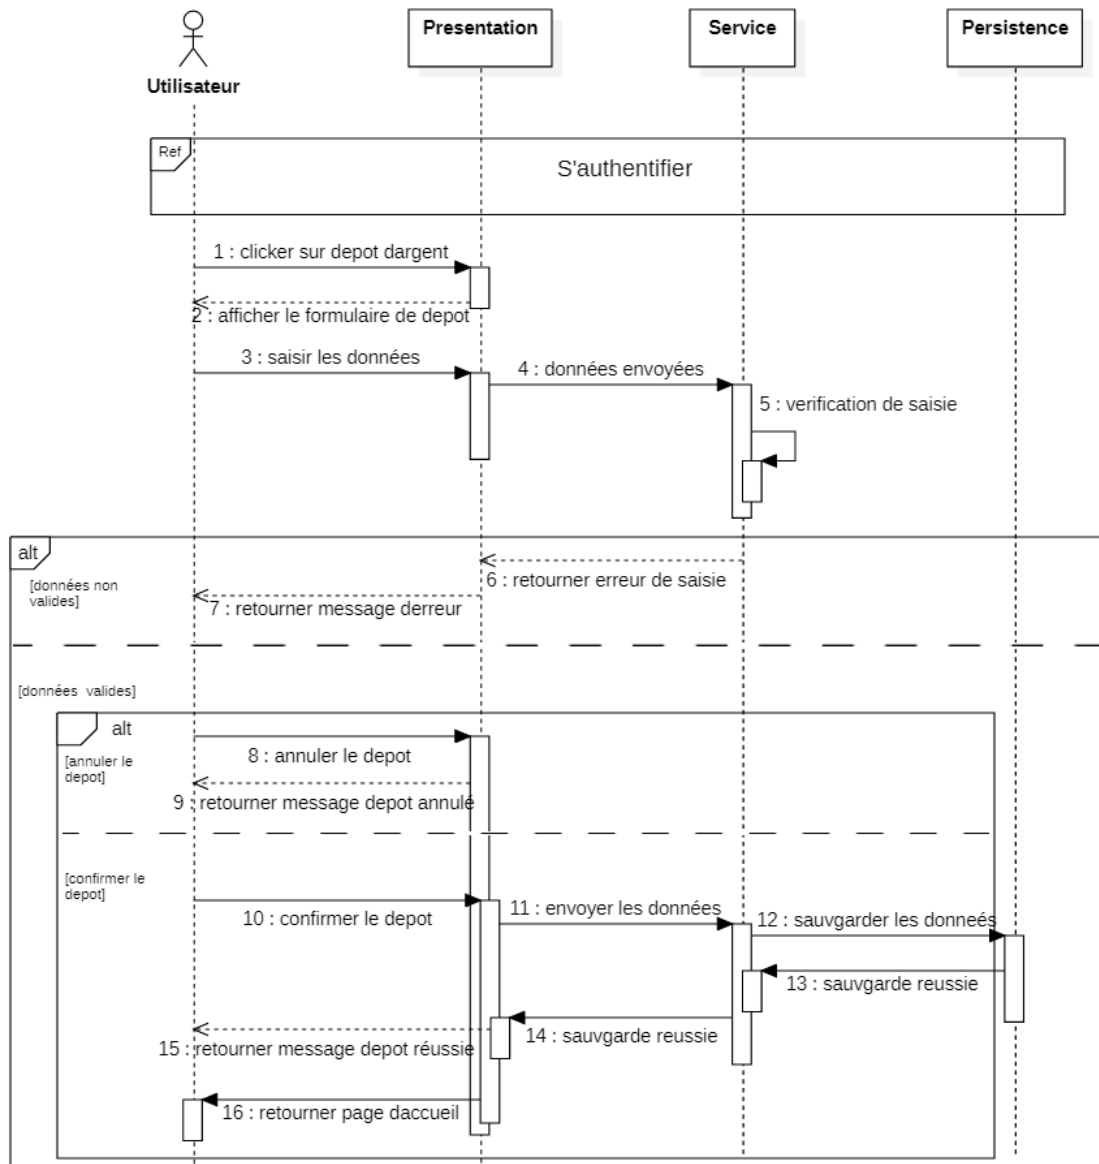 Utilisateur
Presentation
Service
Persistence
Ref
S'authentifier
1 : clicker sur depot dargent
2 : afficher le formulaire de depot
3 : saisir les données
4 : données envoyées
5 : verification de saisie
alt
[données non
valides]
6 : retourner erreur de saisie
7 : retourner message derreur
[données valides]
alt
[annuler le
depot]
8 : annuler le depot
9 : retourner message depot annulé
[confirmer le
depot]
10 : confirmer le depot
11 : envoyer les données
12 : sauvgarder les donneés
13 : sauvgarde reussie
14 : sauvgarde reussie
15 : retourner message depot réussie
16 : retourner page daccueil